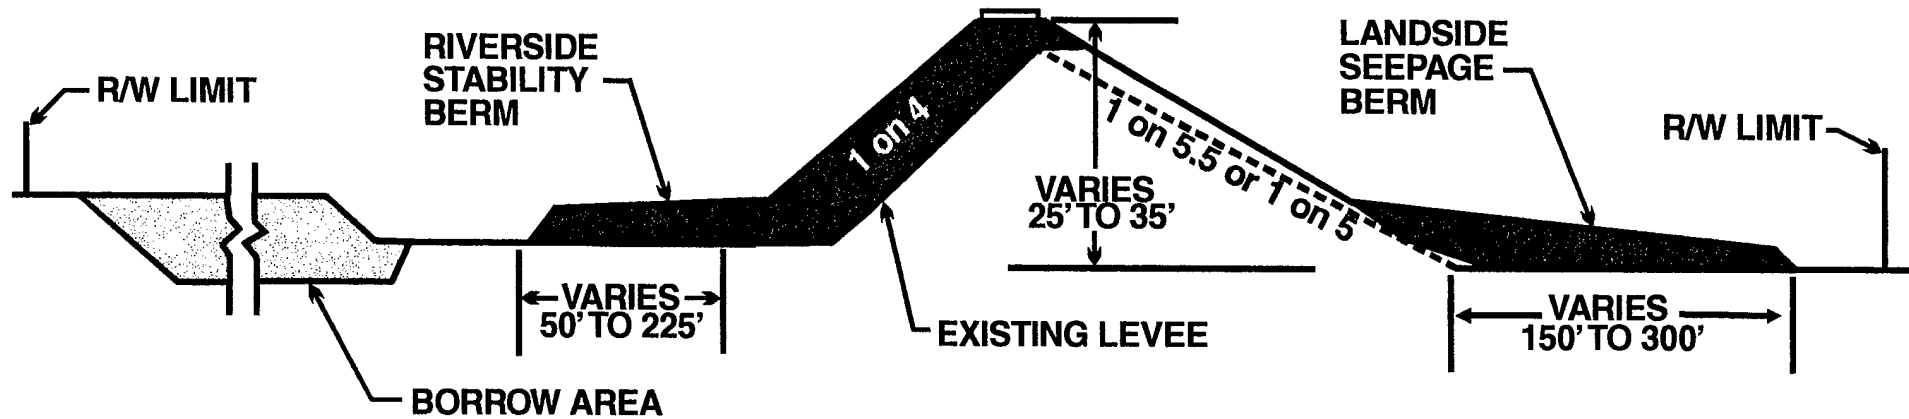 R/W LIMIT
RIVERSIDE
STABILITY
BERM
1 on 4
1 on 5.5 or 1 on 5
VARIES
25' TO 35'
LANDSIDE
SEEPAGE
BERM
R/W LIMIT
VARIES
50' TO 225'
EXISTING LEVEE
VARIES
150' TO 300'
BORROW AREA